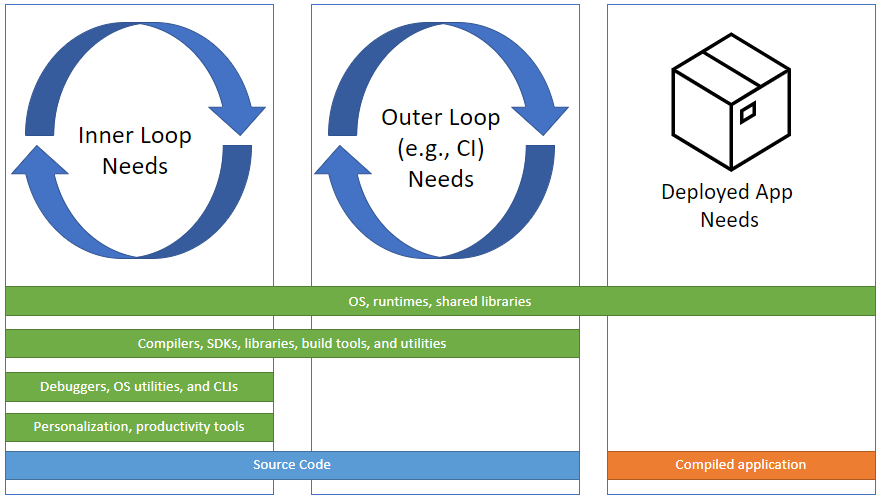 Inner Loop
Needs
Outer Loop
(e.g., CI)
Needs
Deployed App
Needs
OS, runtimes, shared libraries
Compilers, SDKs, libraries, build tools, and utilities
Debuggers, OS utilities, and CLIs
Personalization, productivity tools
Source Code
Compiled application